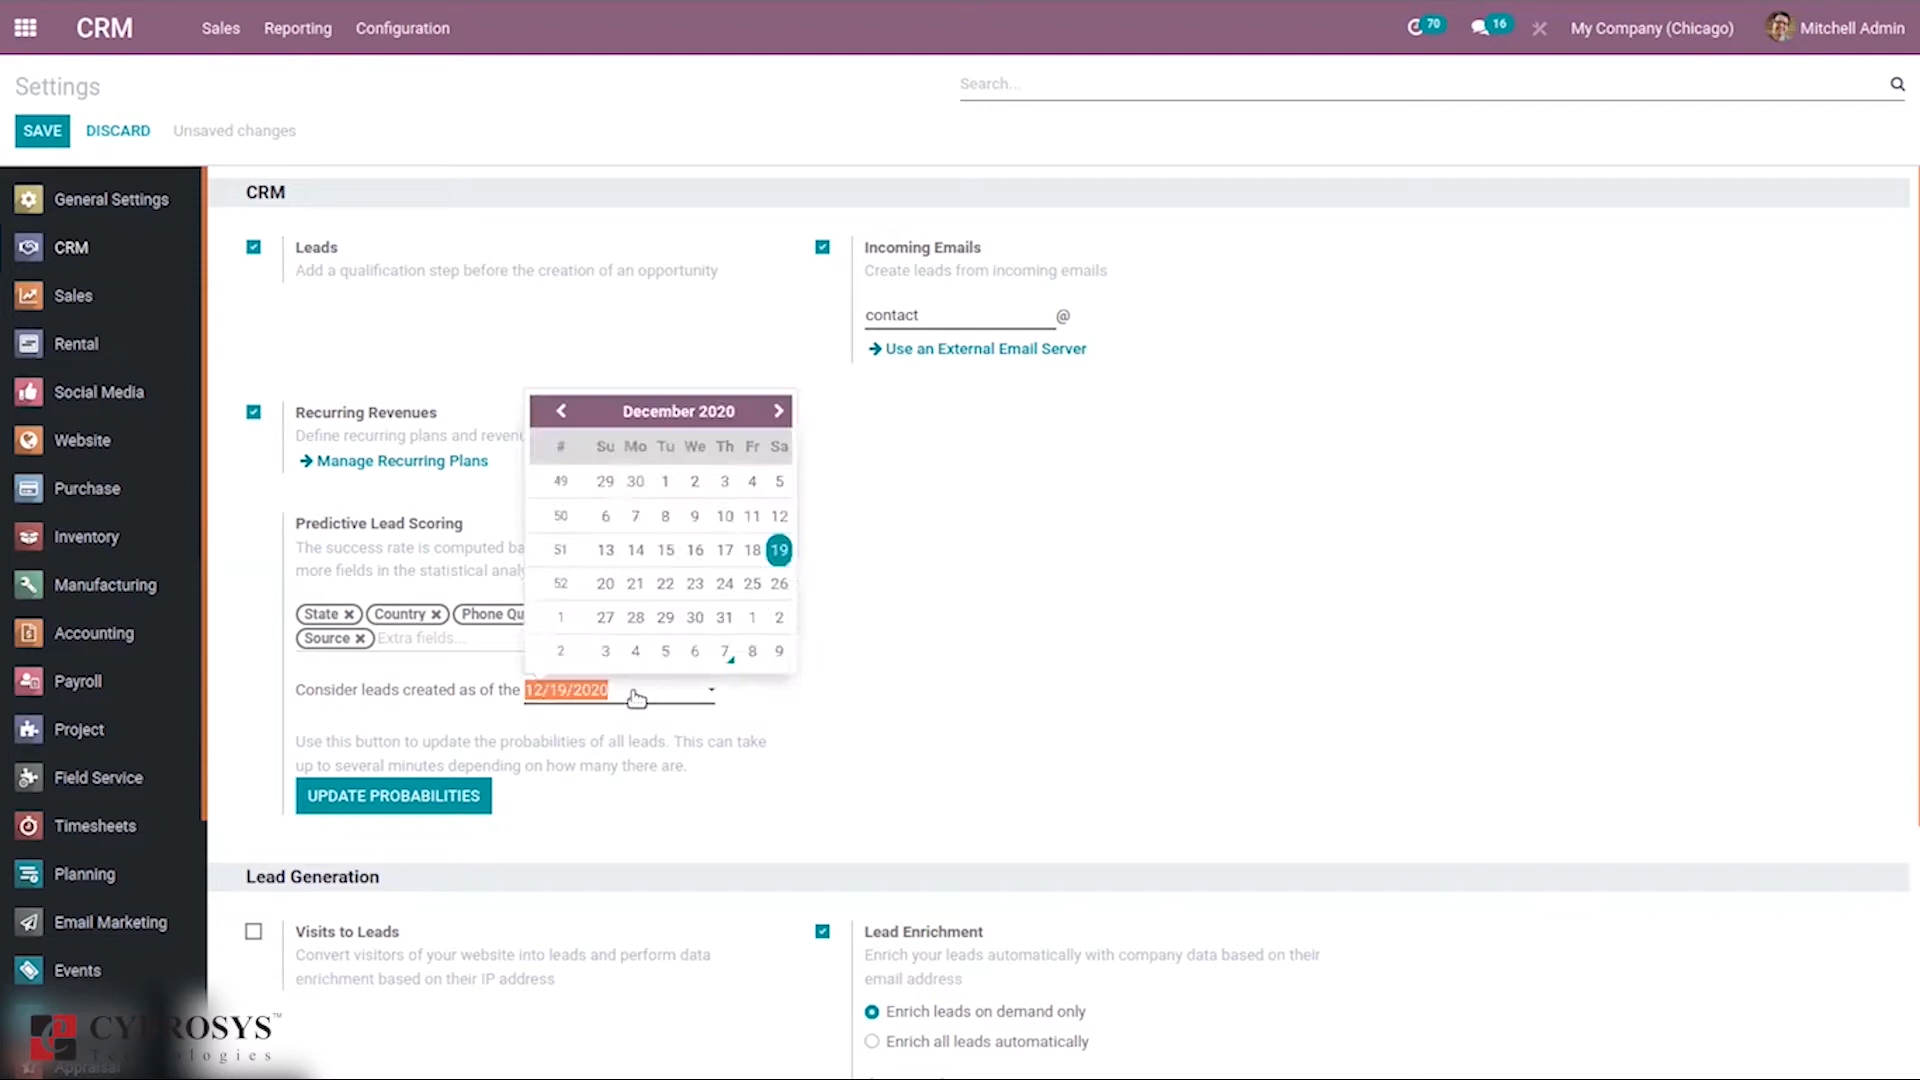 CRM Sales Reporting Configuration 70 16 My Company (Chicago) Mitchell Admin
Settings
Search...
SAVE DISCARD Unsaved changes
General Settings
CRM
Sales
Rental
Social Media
Website
Purchase
Inventory
Manufacturing
Accounting
Payroll
Project
Field Service
Timesheets
Planning
Email Marketing
Events
Appraisal
CRM
Leads
Add a qualification step before the creation of an opportunity
Incoming Emails
Create leads from incoming emails
contact @
Use an External Email Server
Recurring Revenues
Define recurring plans and
Manage Recurring Plans
Predictive Lead Scoring
The success rate is computed
more fields in the statistical
State Country Phone
Source Extra fields...
December 2020
# Su Mo Tu We Th Fr Sa
49 29 30 1 2 3 4 5
50 6 7 8 9 10 11 12
51 13 14 15 16 17 18 19
52 20 21 22 23 24 25 26
1 27 28 29 30 31 1 2
2 3 4 5 6 7 8 9
Consider leads created as of the 12/19/2020
Use this button to update the probabilities of all leads. This can take
up to several minutes depending on how many there are.
UPDATE PROBABILITIES
Lead Generation
Visits to Leads
Convert visitors of your website into leads and perform data
enrichment based on their IP address
Lead Enrichment
Enrich your leads automatically with company data based on their
email address
Enrich leads on demand only
Enrich all leads automatically
CYBROSYS™
Technologies